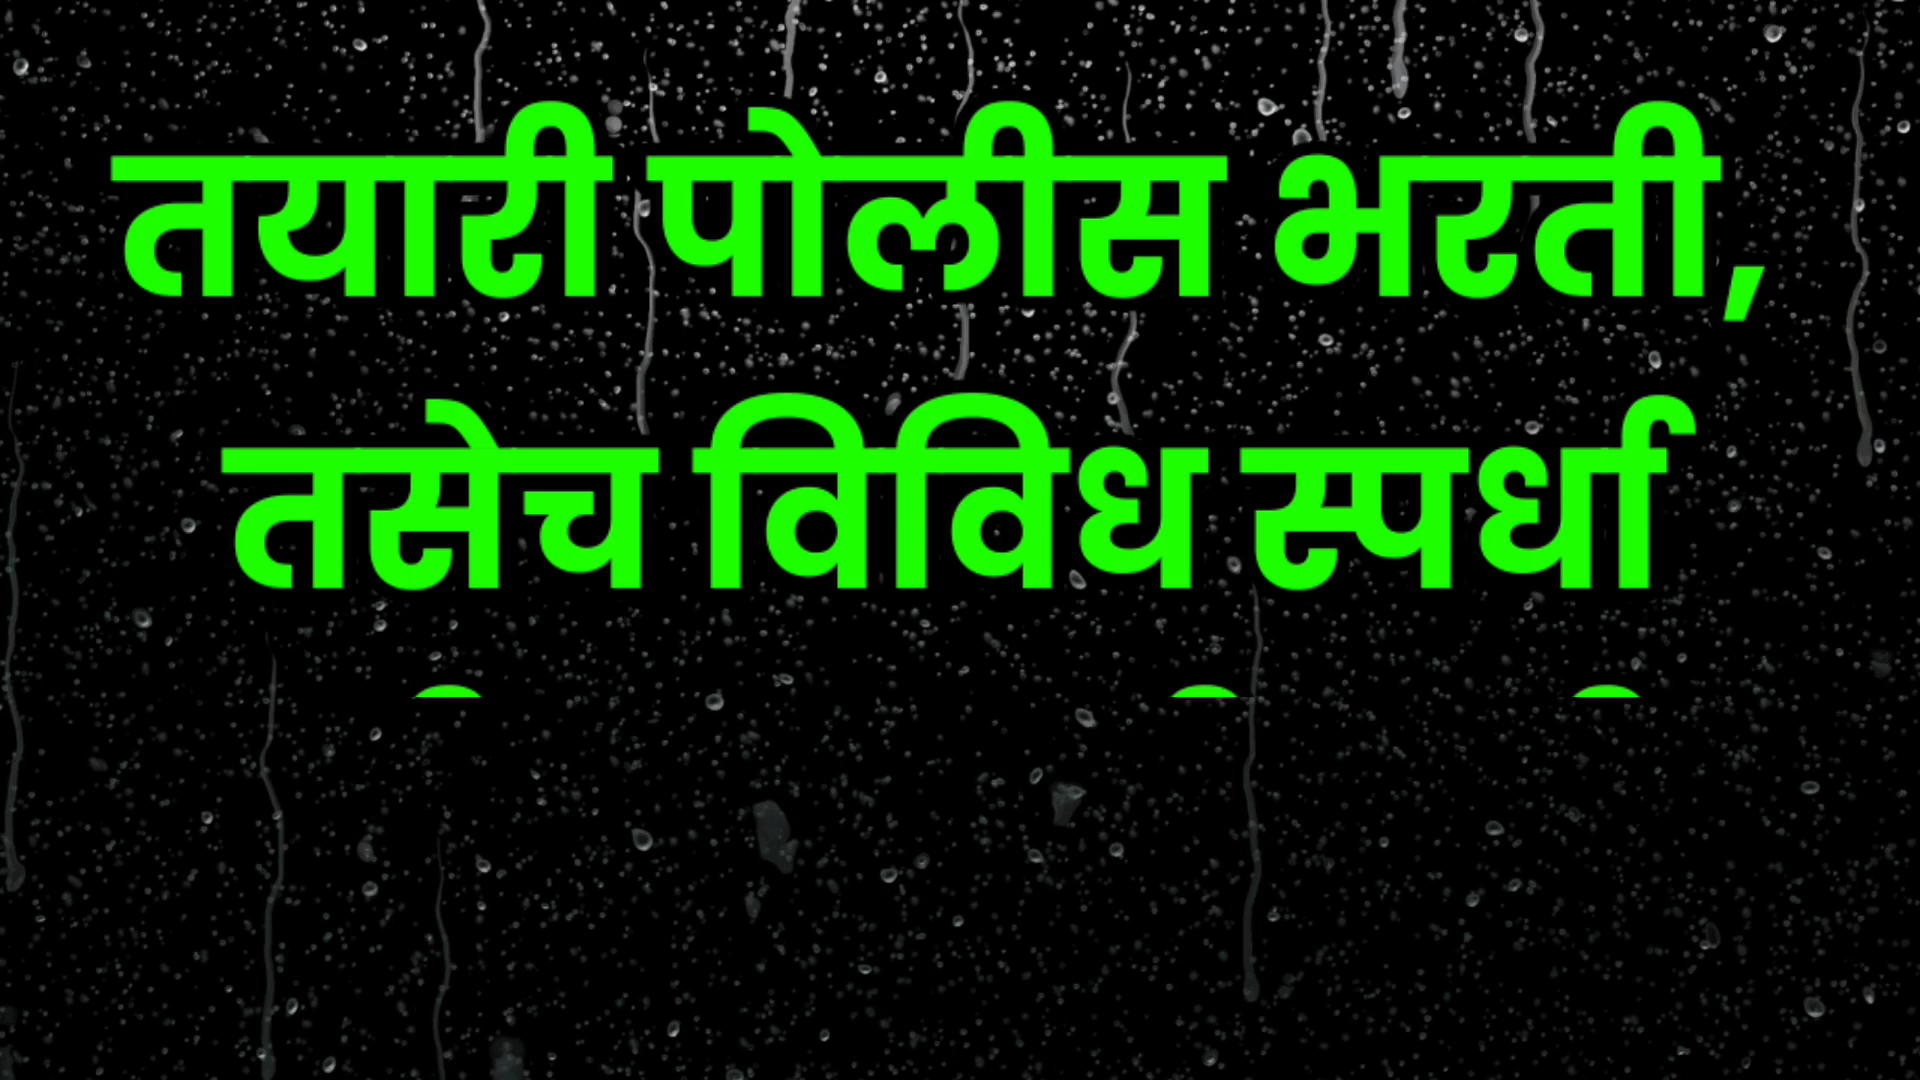 तयारी पोलीस भरती,
तसेच विविध स्पर्धा